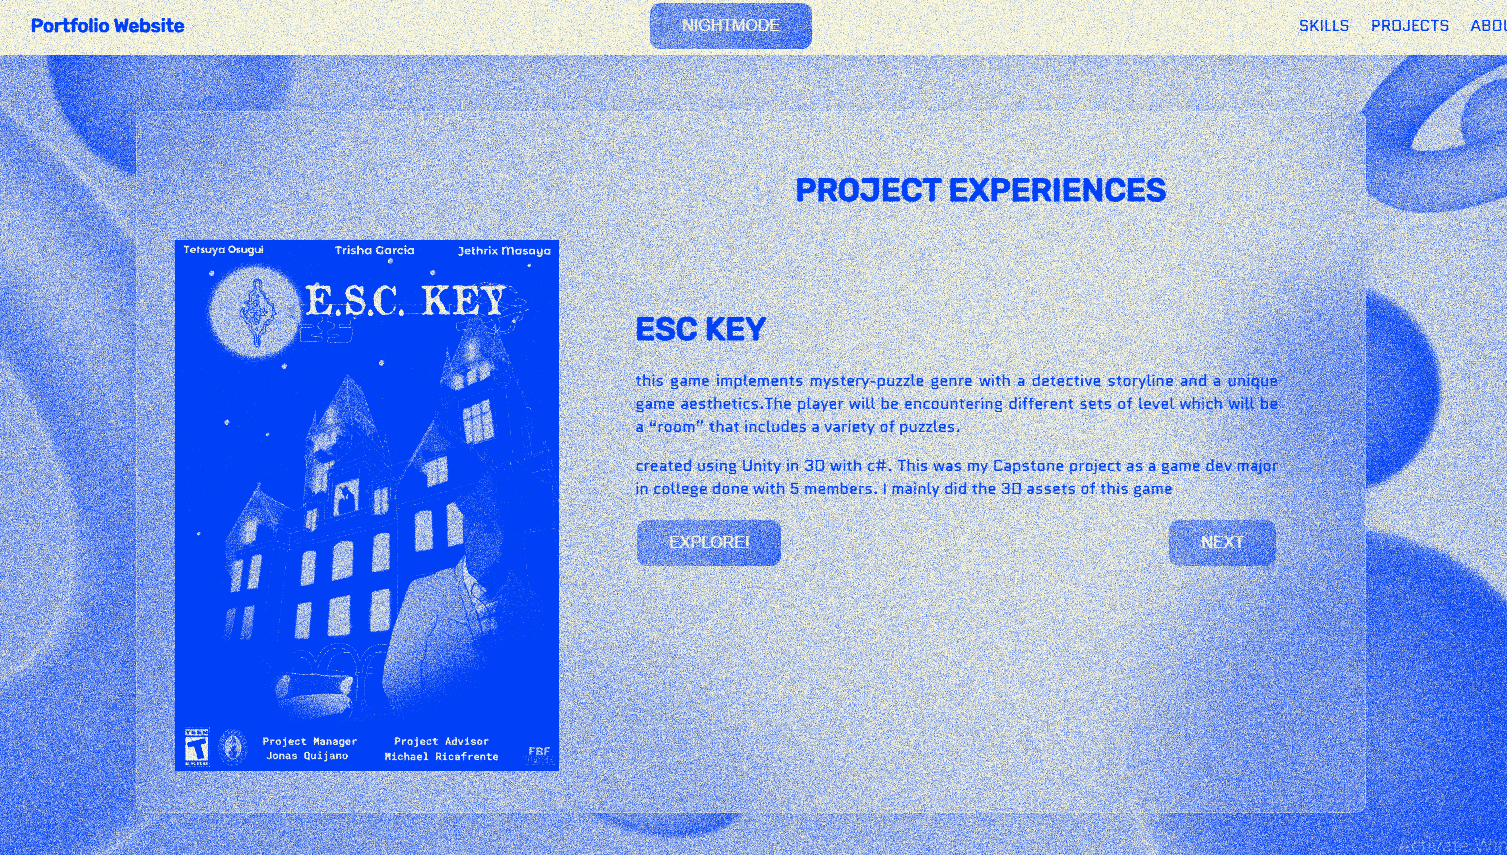 Portfolio Website
NIGHTMODE
SKILLS PROJECTS ABOU
PROJECT EXPERIENCES
Tetsuya Osugui Trisha Garcia Jethrix Masaya
E.S.C. KEY
ESC KEY
this game implements mystery-puzzle genre with a detective storyline and a unique
game aesthetics.The player will be encountering different sets of level which will be
a “room” that includes a variety of puzzles.
created using Unity in 3D with c#. This was my Capstone project as a game dev major
in college done with 5 members. I mainly did the 3D assets of this game
EXPLORE!
NEXT
TEEN
T
Project Manager
Jonas Quijano
Project Advisor
Michael Ricafrente
FBF
Activate W